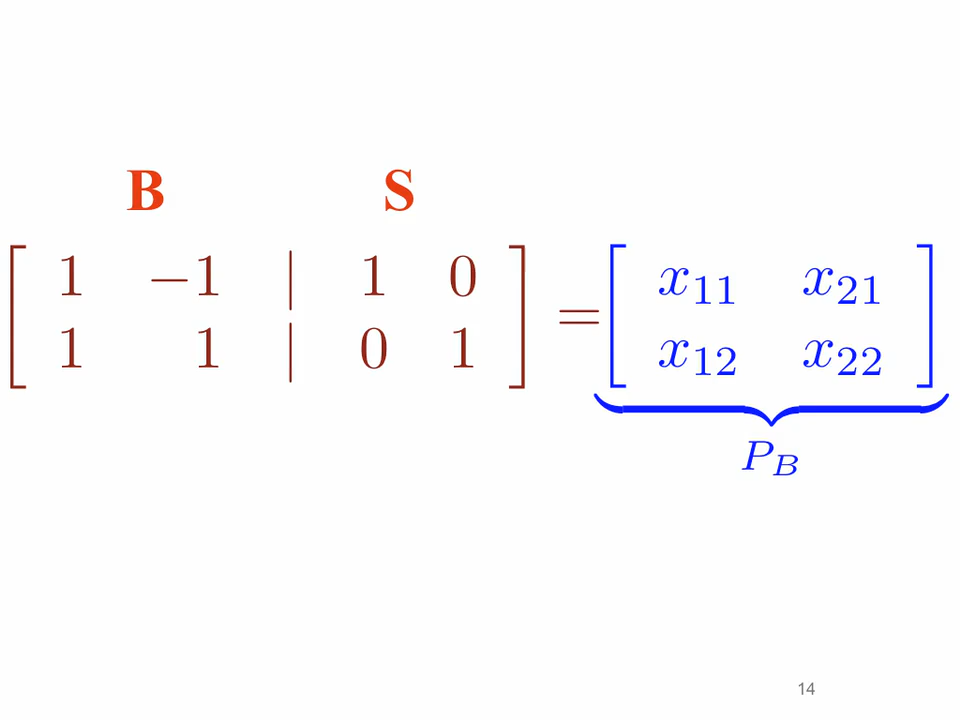 B S
[ 1 −1 | 1 0 ] = [ x₁₁ x₂₁ ]
[ 1 1 | 0 1 ] [ x₁₂ x₂₂ ]
P_B
14